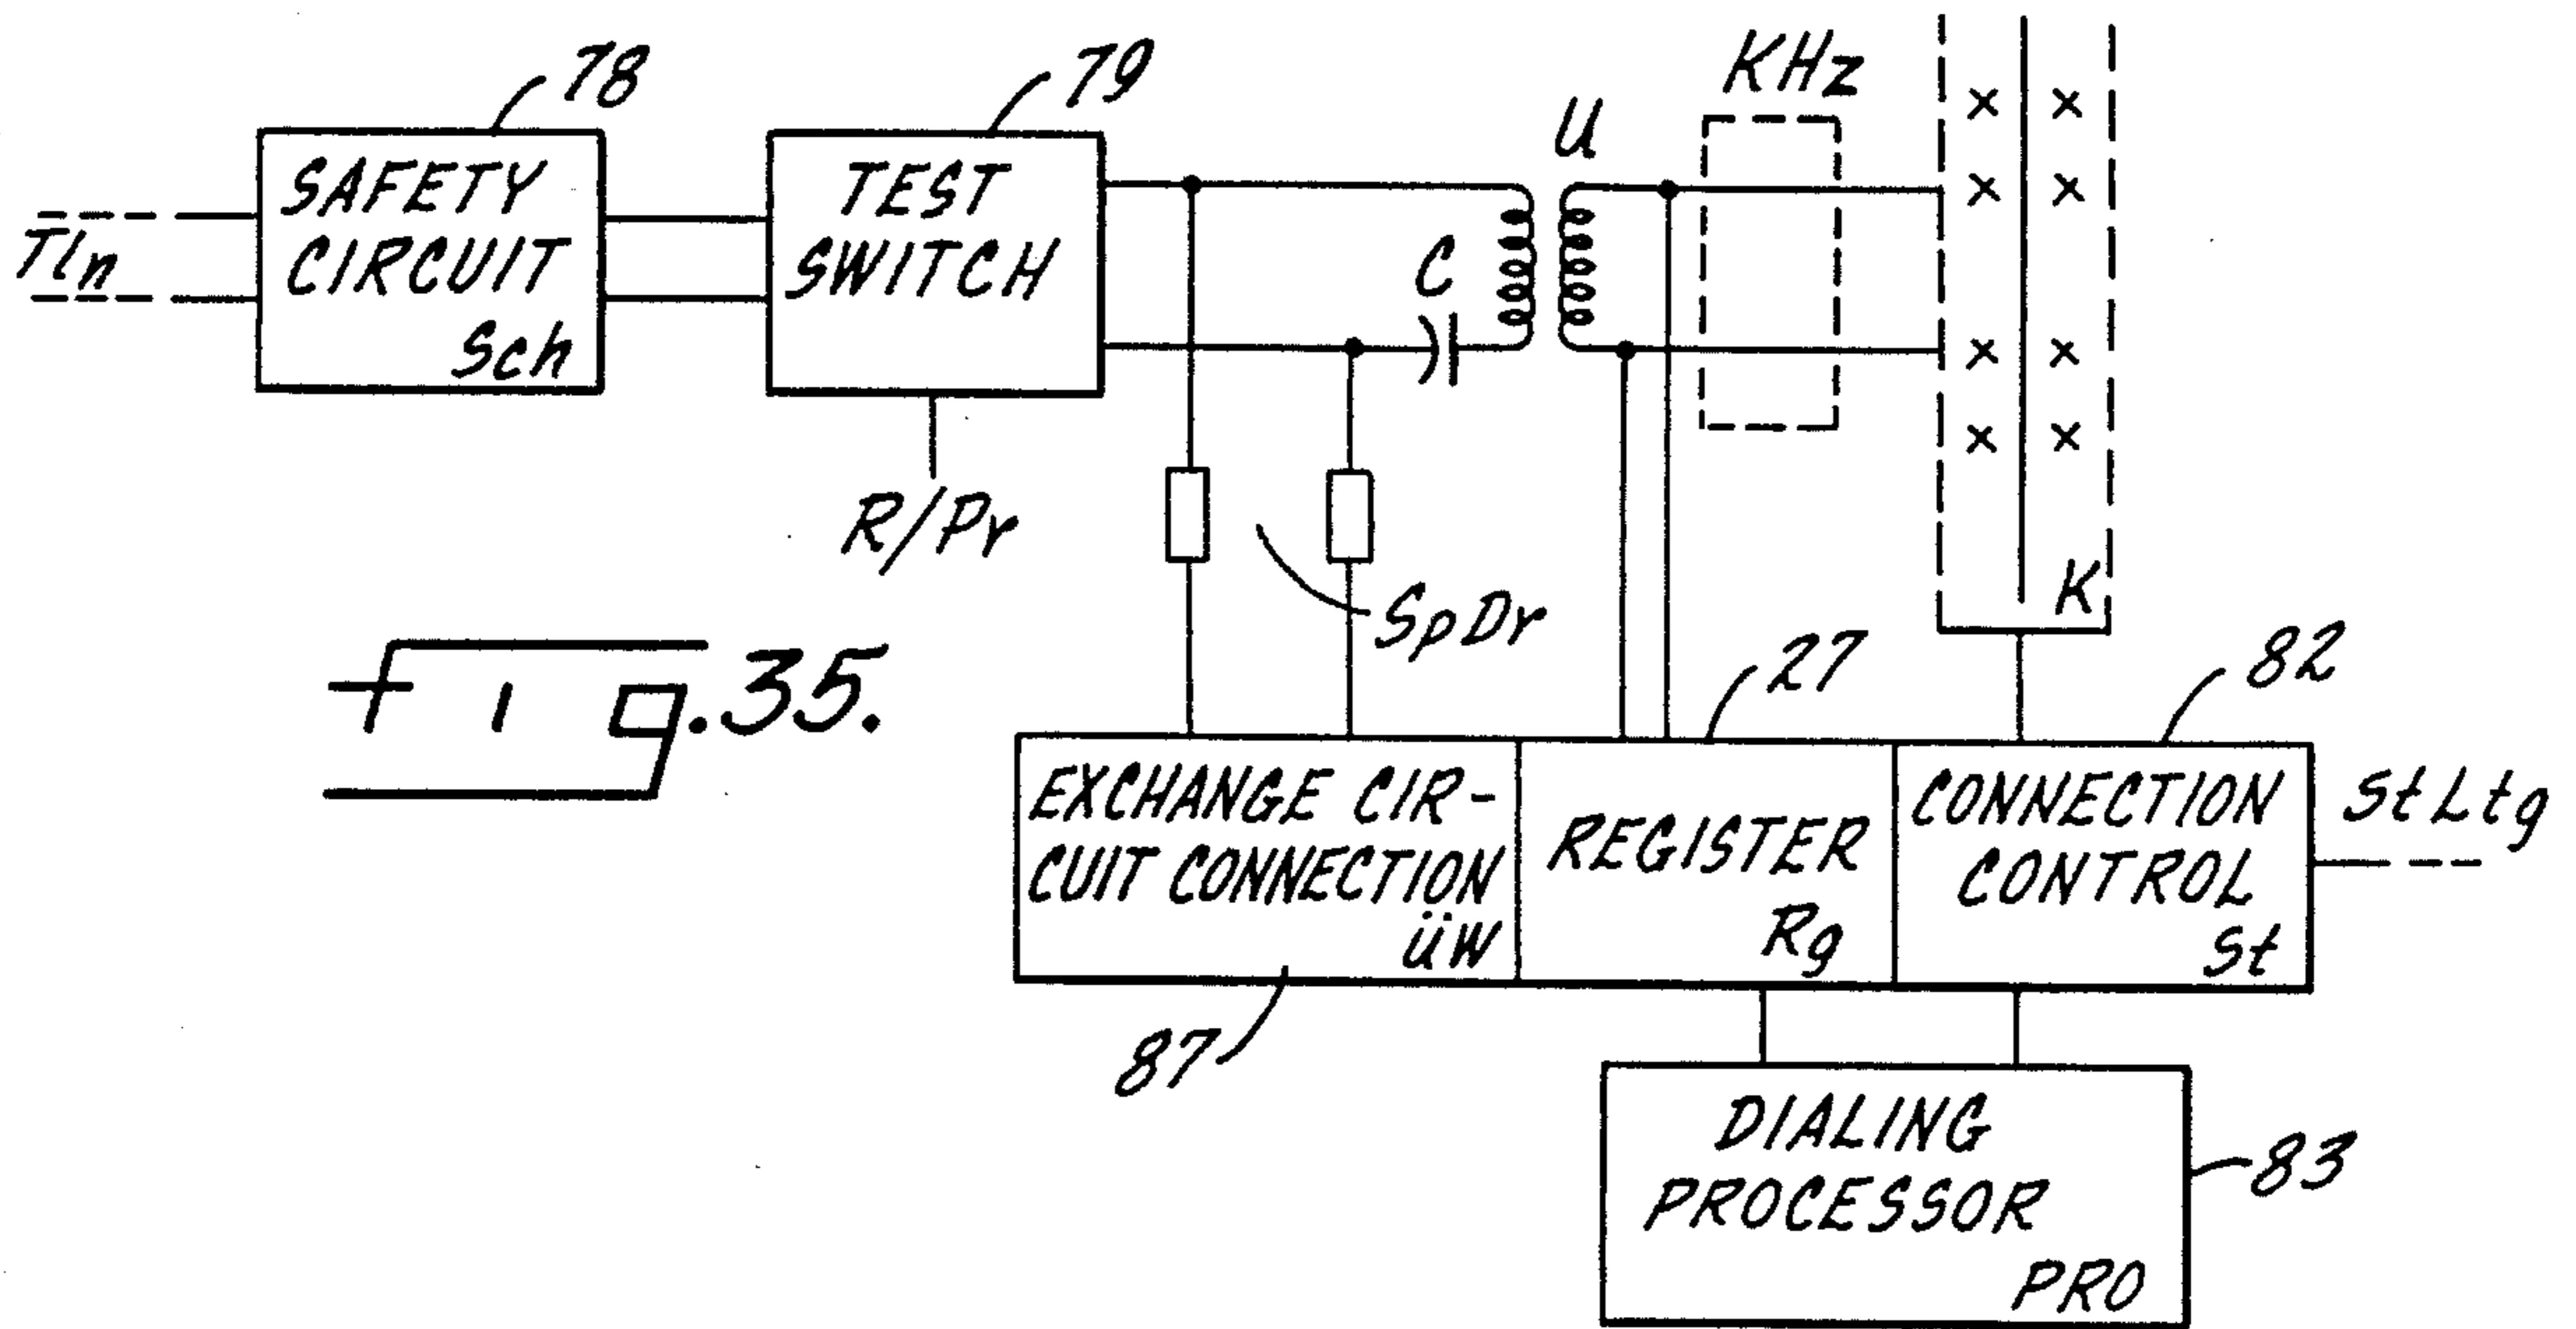 78
79
KHz
U
SAFETY
CIRCUIT
Sch
TEST
SWITCH
Tln
C
x x
x x
x x
x x
R/Pr
SpDr
K
fig.35.
27
82
EXCHANGE CIR-
CUIT CONNECTION
üW
REGISTER
Rg
CONNECTION
CONTROL
St
StLtg
87
DIALING
PROCESSOR
PRO
83